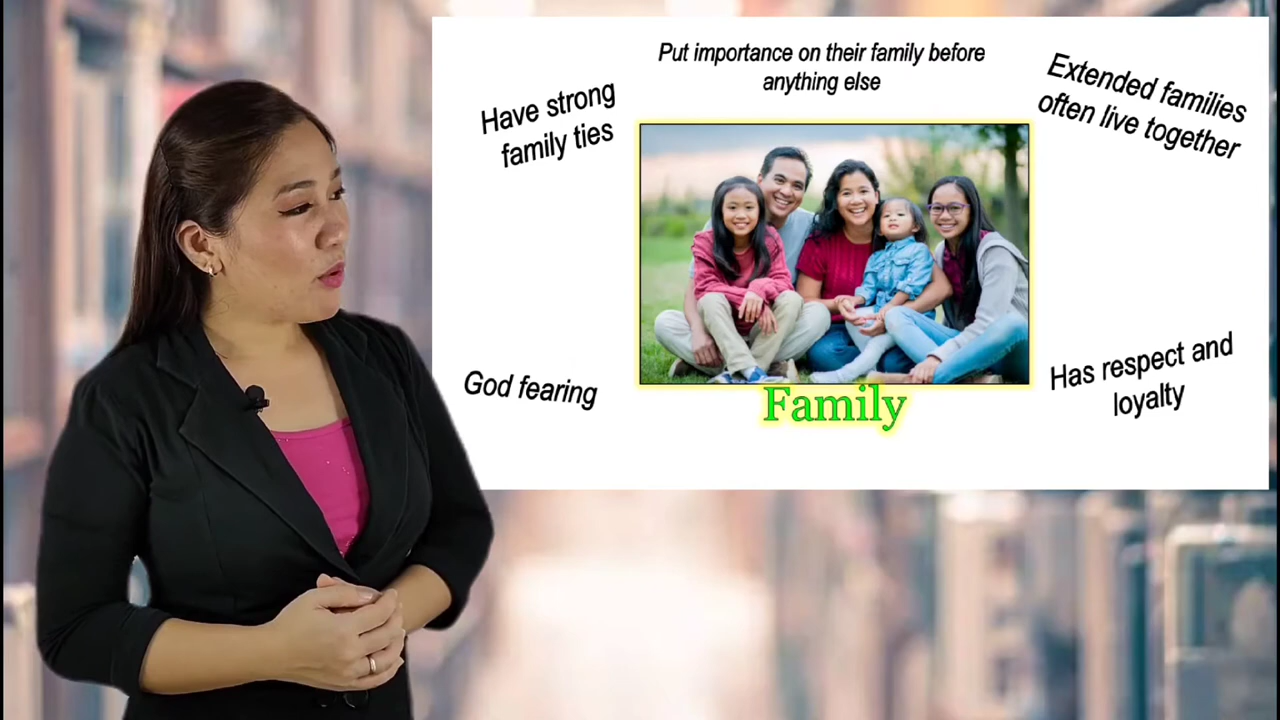 Put importance on their family before
anything else
Have strong
family ties
Extended families
often live together
God fearing
Has respect and
loyalty
Family